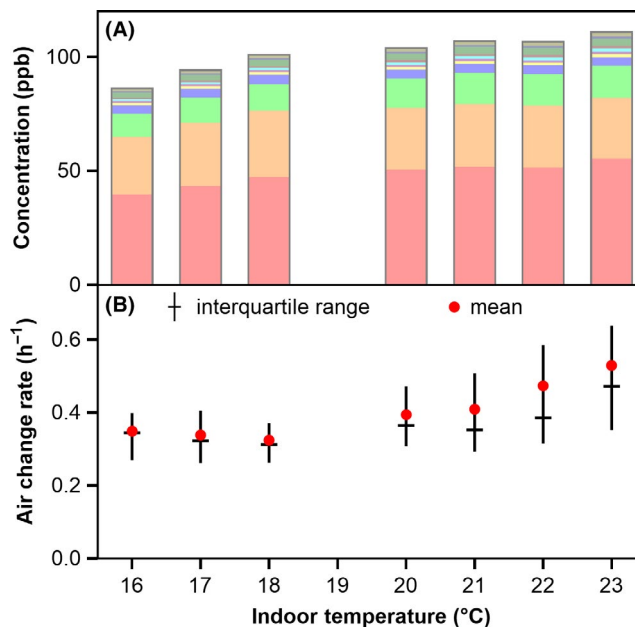 (A)
Concentration (ppb)
100
50
0
(B)
interquartile range
mean
Air change rate (h⁻¹)
0.6
0.4
0.2
0.0
16 17 18 19 20 21 22 23
Indoor temperature (°C)